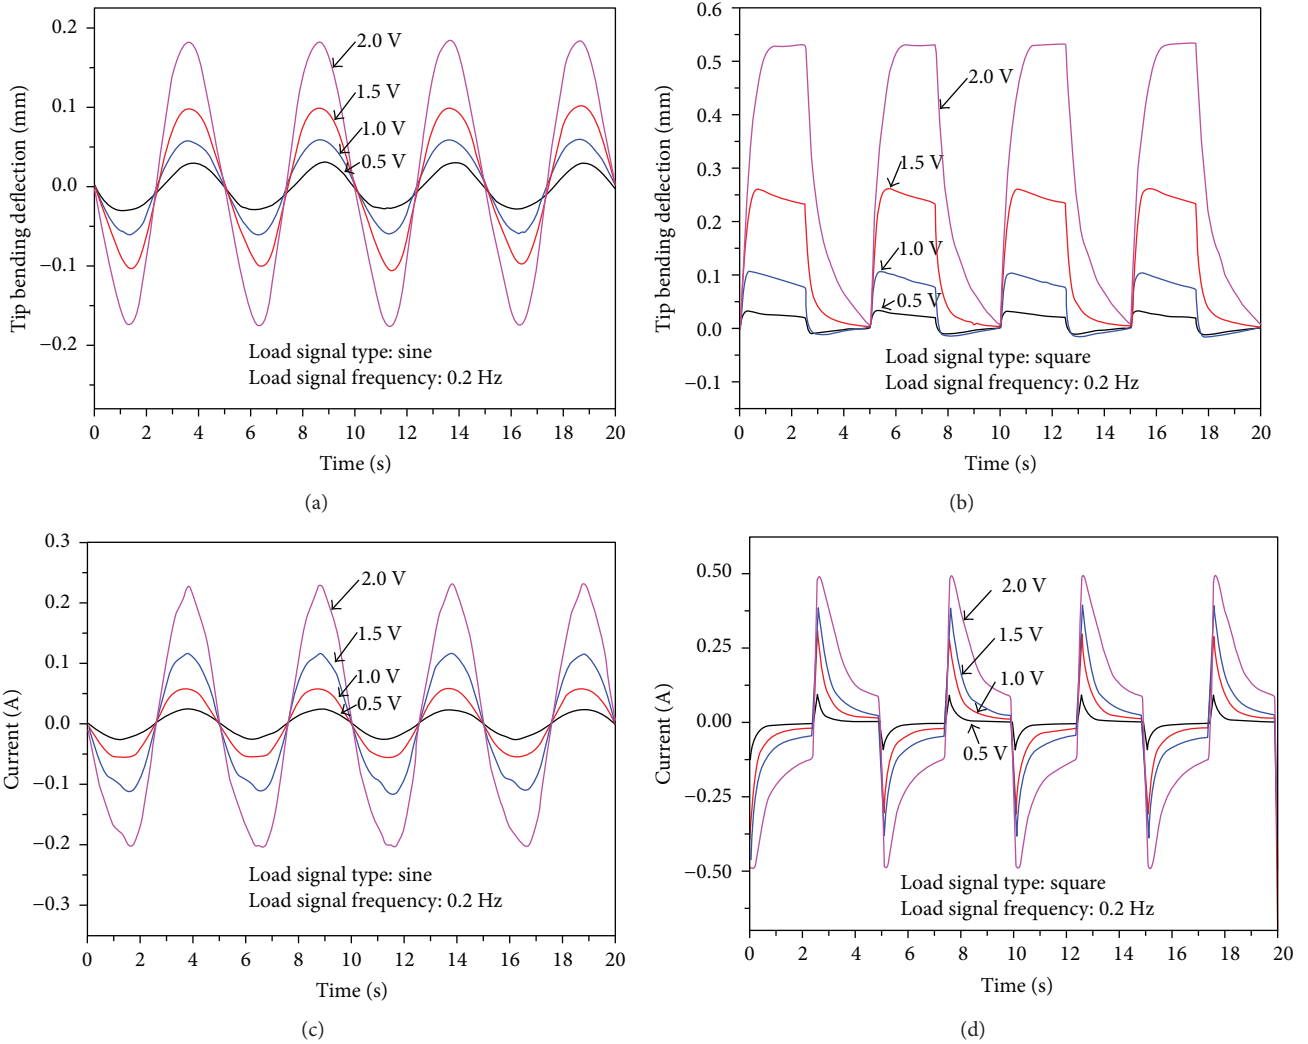 0.2
0.1
0.0
−0.1
−0.2
Tip bending deflection (mm)
2.0 V
1.5 V
1.0 V
0.5 V
Load signal type: sine
Load signal frequency: 0.2 Hz
0 2 4 6 8 10 12 14 16 18 20
Time (s)
(a)
0.6
0.5
0.4
0.3
0.2
0.1
0.0
−0.1
Tip bending deflection (mm)
2.0 V
1.5 V
1.0 V
0.5 V
Load signal type: square
Load signal frequency: 0.2 Hz
0 2 4 6 8 10 12 14 16 18 20
Time (s)
(b)
0.3
0.2
0.1
0.0
−0.1
−0.2
−0.3
Current (A)
2.0 V
1.5 V
1.0 V
0.5 V
Load signal type: sine
Load signal frequency: 0.2 Hz
0 2 4 6 8 10 12 14 16 18 20
Time (s)
(c)
0.50
0.25
0.00
−0.25
−0.50
Current (A)
2.0 V
1.5 V
1.0 V
0.5 V
Load signal type: square
Load signal frequency: 0.2 Hz
0 2 4 6 8 10 12 14 16 18 20
Time (s)
(d)